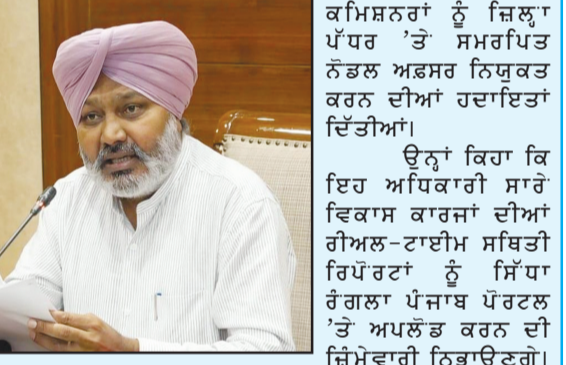 ਕਮਿਸ਼ਨਰਾਂ ਨੂੰ ਜ਼ਿਲ੍ਹਾ
ਪੱਧਰ ’ਤੇ ਸਮਰਪਿਤ
ਨੋਡਲ ਅਫ਼ਸਰ ਨਿਯੁਕਤ
ਕਰਨ ਦੀਆਂ ਹਦਾਇਤਾਂ
ਦਿੱਤੀਆਂ।
ਉਨ੍ਹਾਂ ਕਿਹਾ ਕਿ
ਇਹ ਅਧਿਕਾਰੀ ਸਾਰੇ
ਵਿਕਾਸ ਕਾਰਜਾਂ ਦੀਆਂ
ਰੀਅਲ-ਟਾਈਮ ਸਥਿਤੀ
ਰਿਪੋਰਟਾਂ ਨੂੰ ਸਿੱਧਾ
ਰੰਗਲਾ ਪੰਜਾਬ ਪੋਰਟਲ
’ਤੇ ਅਪਲੋਡ ਕਰਨ ਦੀ
ਜ਼ਿੰਮੇਵਾਰੀ ਨਿਭਾਉਣਗੇ।